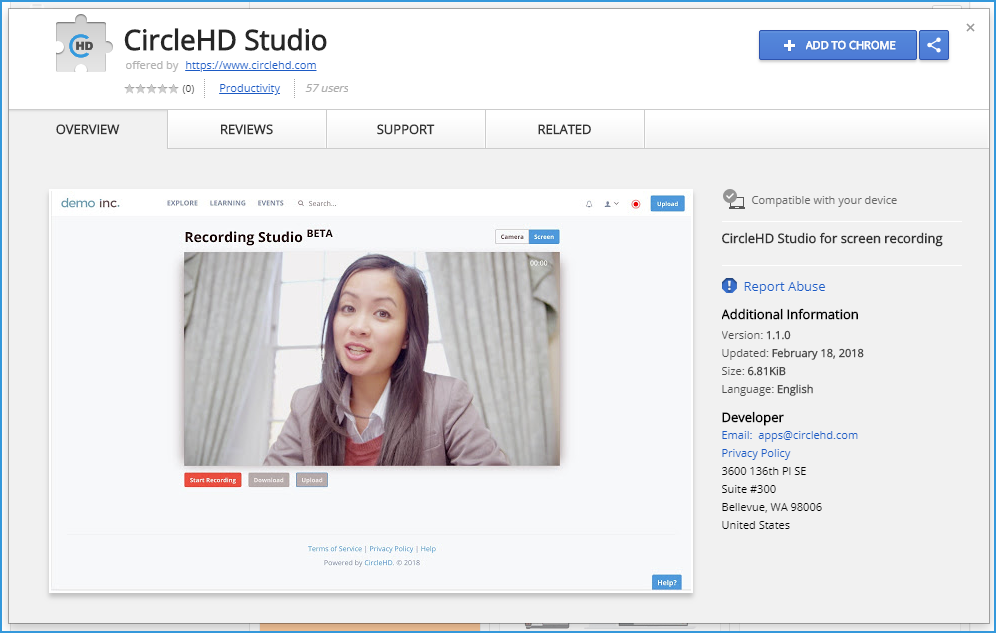 CHD
CircleHD Studio
offered by https://www.circlehd.com
(0) Productivity 57 users
+ ADD TO CHROME
OVERVIEW REVIEWS SUPPORT RELATED
demo inc. EXPLORE LEARNING EVENTS Search... Upload
Recording Studio BETA Camera Screen
00:00
Start Recording Download Upload
Terms of Service | Privacy Policy | Help
Powered by CircleHD. © 2018
Help?
Compatible with your device
CircleHD Studio for screen recording
Report Abuse
Additional Information
Version: 1.1.0
Updated: February 18, 2018
Size: 6.81KiB
Language: English
Developer
Email: apps@circlehd.com
Privacy Policy
3600 136th Pl SE
Suite #300
Bellevue, WA 98006
United States